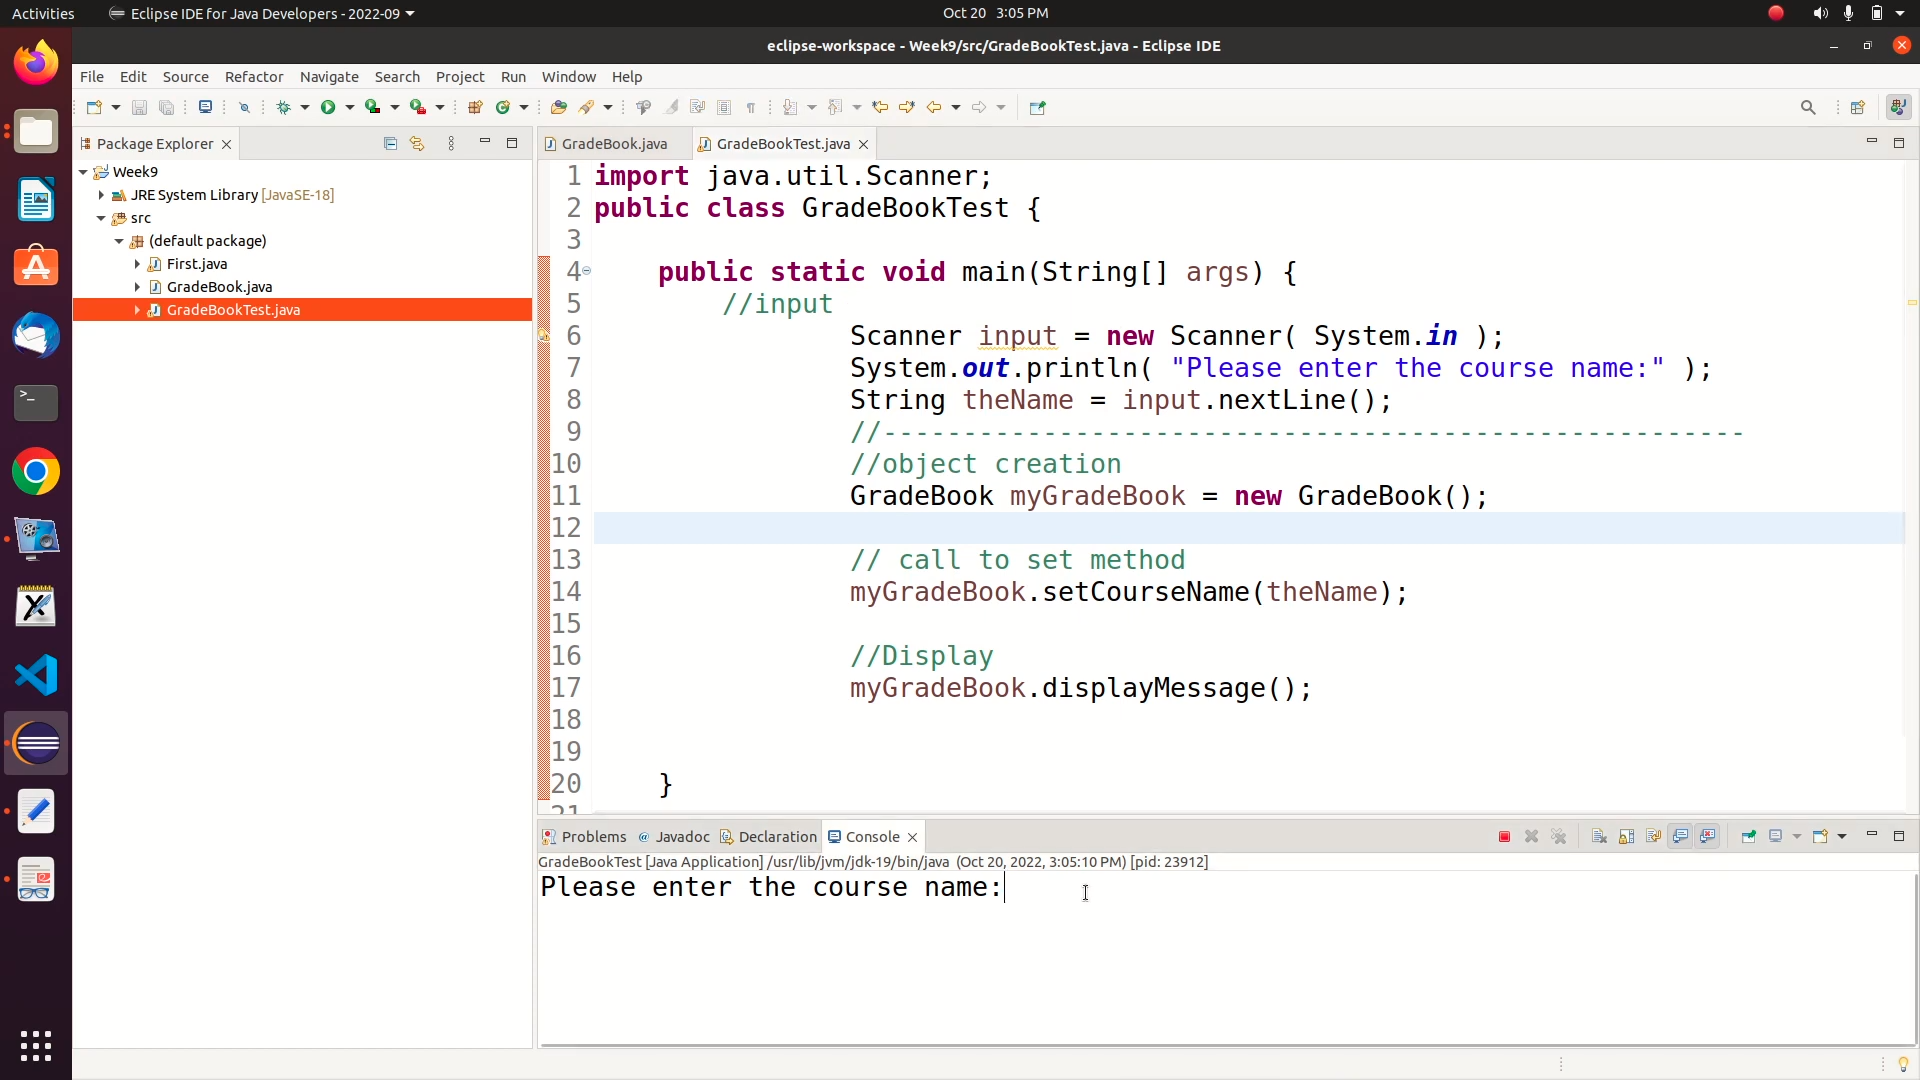 Activities Eclipse IDE for Java Developers - 2022-09 Oct 20 3:05 PM
eclipse-workspace - Week9/src/GradeBookTest.java - Eclipse IDE
File Edit Source Refactor Navigate Search Project Run Window Help
Package Explorer GradeBook.java GradeBookTest.java
Week9
JRE System Library [JavaSE-18]
src
(default package)
First.java
GradeBook.java
GradeBookTest.java
1 import java.util.Scanner;
2 public class GradeBookTest {
3
4 public static void main(String[] args) {
5 //input
6 Scanner input = new Scanner( System.in );
7 System.out.println( "Please enter the course name:" );
8 String theName = input.nextLine();
9 //------------------------------------------------------
10 //object creation
11 GradeBook myGradeBook = new GradeBook();
12
13 // call to set method
14 myGradeBook.setCourseName(theName);
15
16 //Display
17 myGradeBook.displayMessage();
18
19
20 }
21
Problems @ Javadoc Declaration Console
GradeBookTest [Java Application] /usr/lib/jvm/jdk-19/bin/java (Oct 20, 2022, 3:05:10 PM) [pid: 23912]
Please enter the course name: